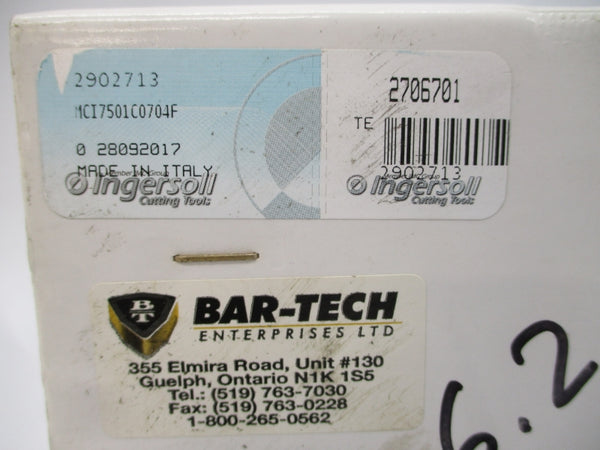 2902713
MCI7501C0704F
0 28092017
MADE IN ITALY
Ingersoll
Cutting Tools
2706701
TE
2902713
Ingersoll
Cutting Tools
BT
BAR-TECH
ENTERPRISES LTD
355 Elmira Road, Unit #130
Guelph, Ontario N1K 1S5
Tel.: (519) 763-7030
Fax: (519) 763-0228
1-800-265-0562
6.2